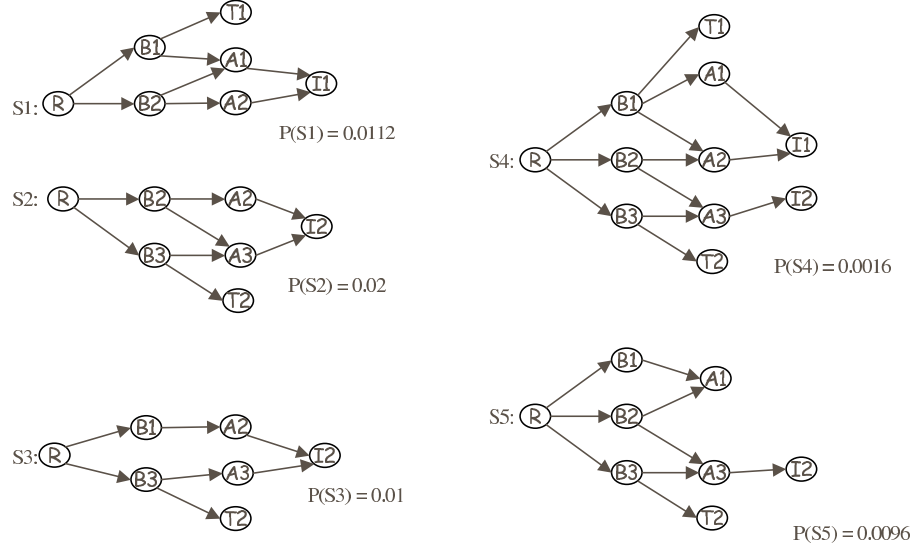 S1: R B1 B2 T1 A1 A2 I1
P(S1) = 0.0112
S2: R B2 B3 A2 A3 T2 I2
P(S2) = 0.02
S3: R B1 B3 A2 A3 T2 I2
P(S3) = 0.01
S4: R B1 B2 B3 T1 A1 A2 A3 T2 I1 I2
P(S4) = 0.0016
S5: R B1 B2 B3 A1 A3 T2 I2
P(S5) = 0.0096